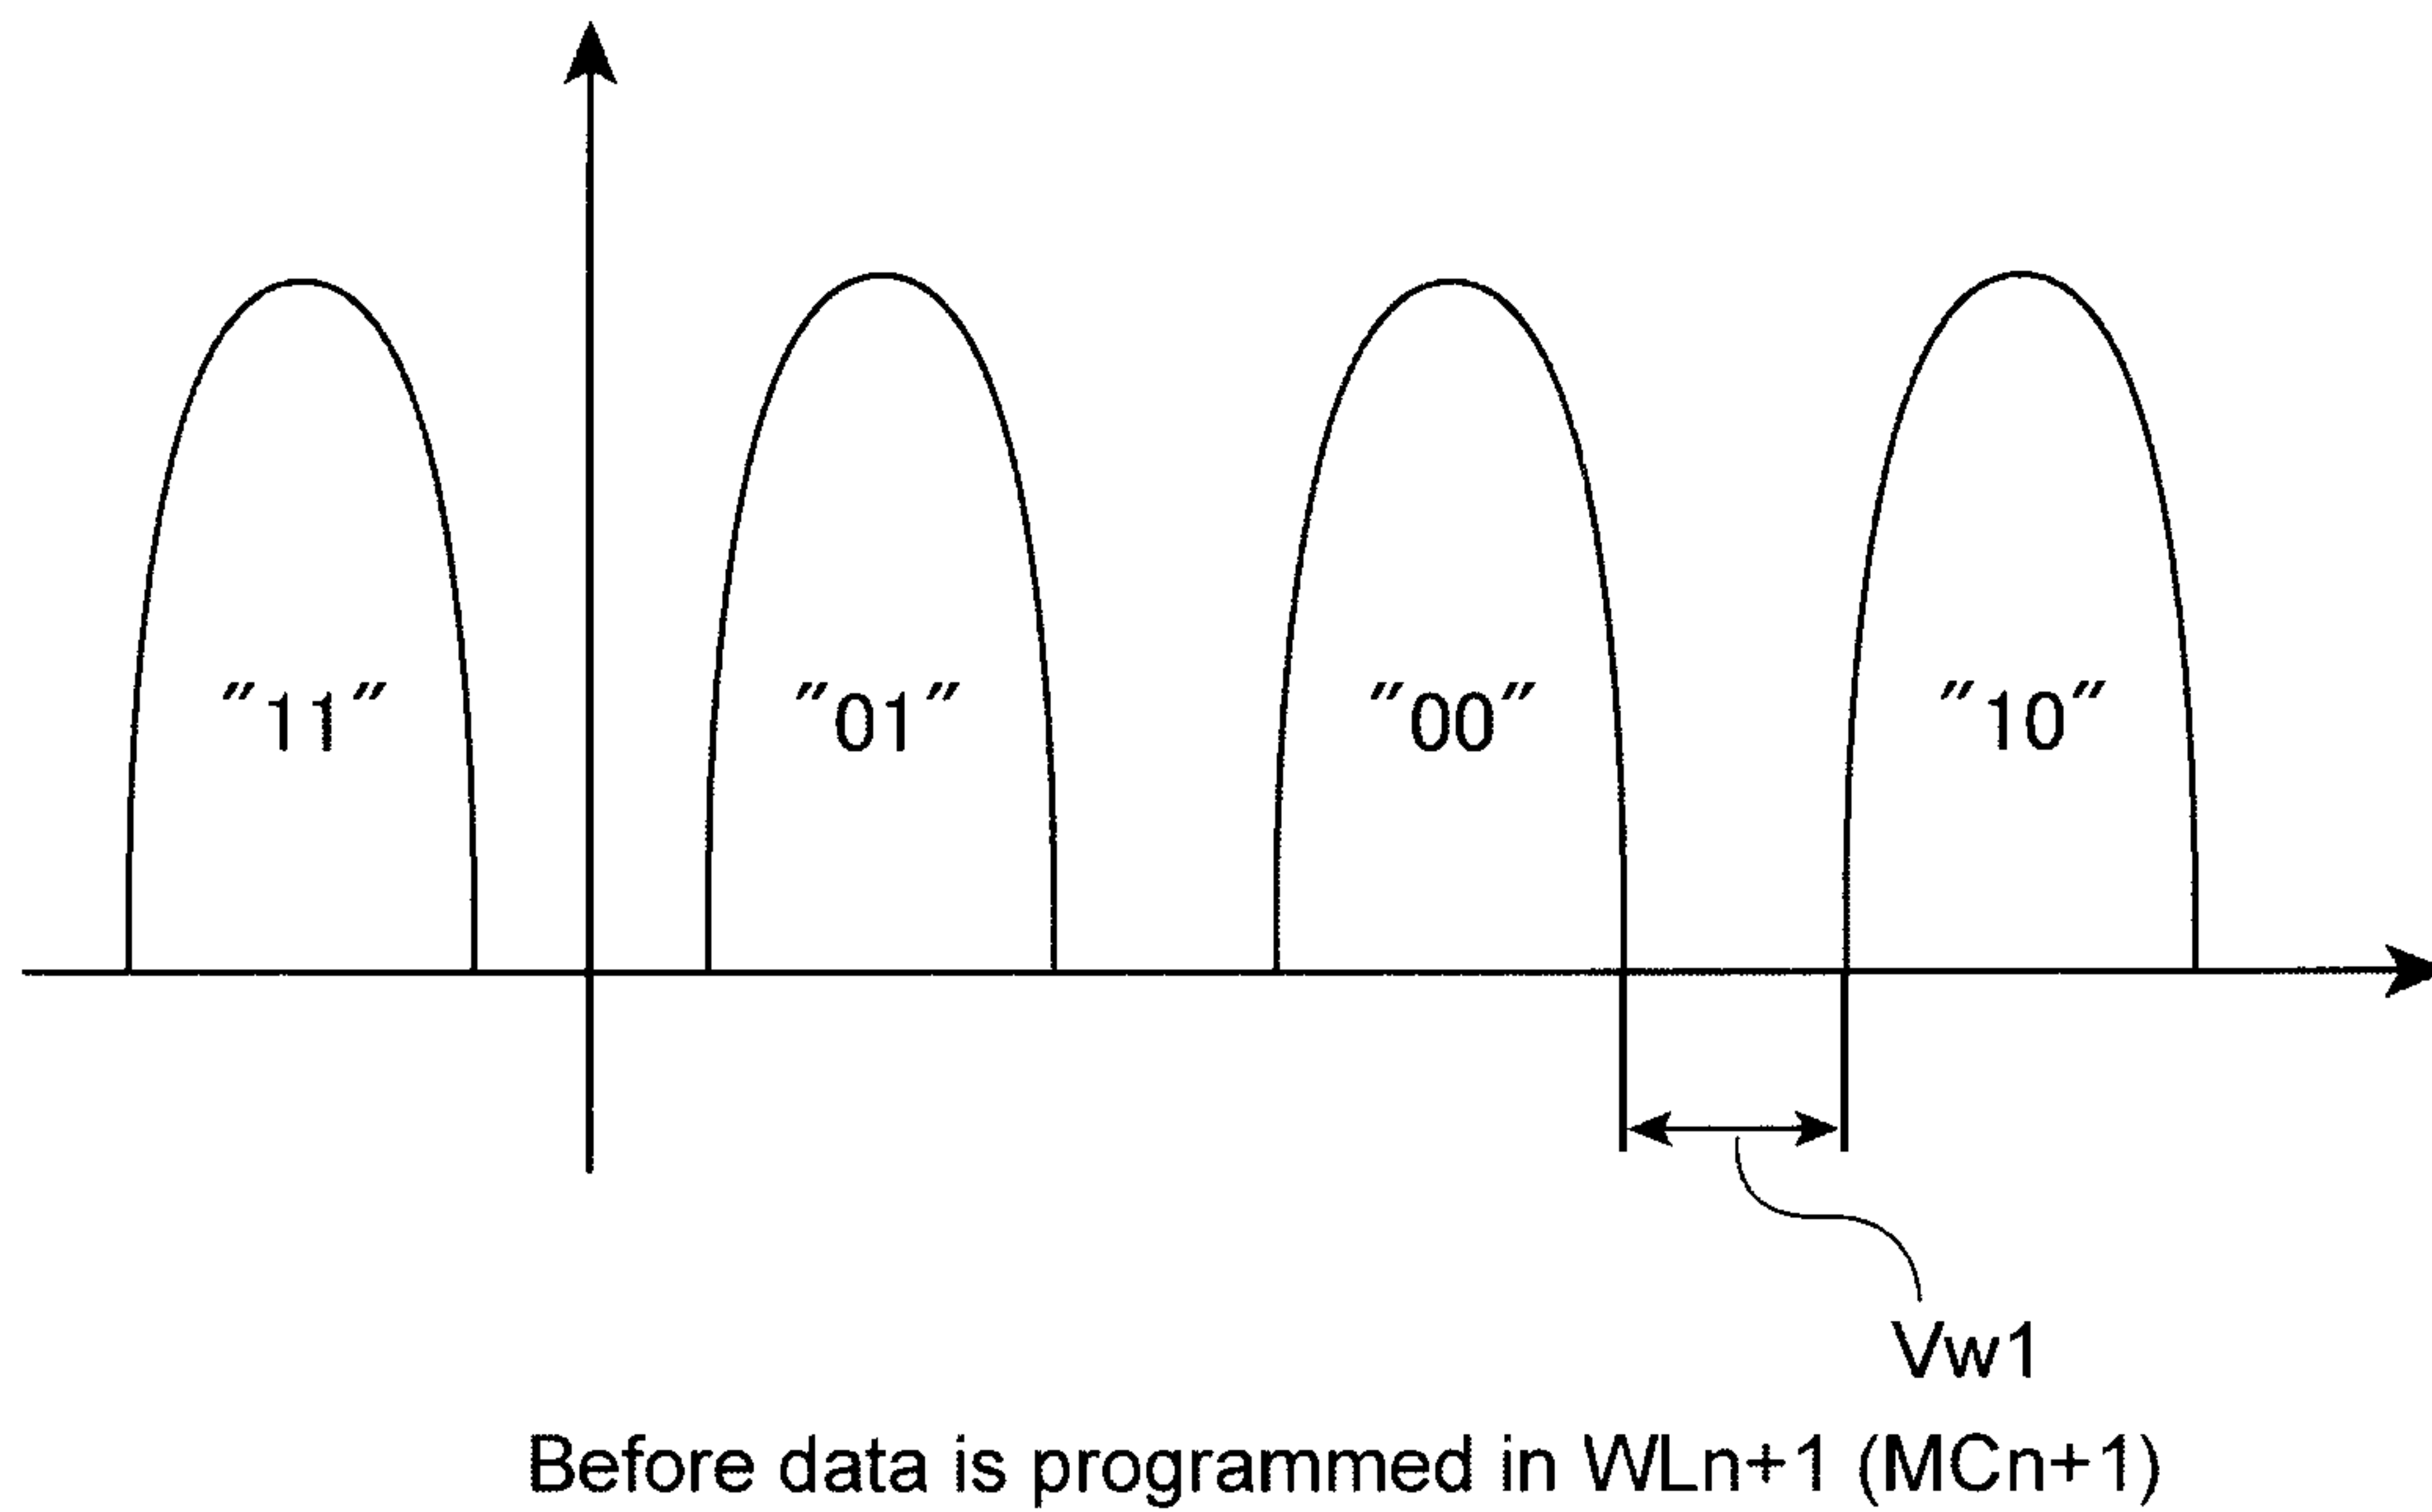 "11" "01" "00" "10"
Vw1
Before data is programmed in WLn+1 (MCn+1)